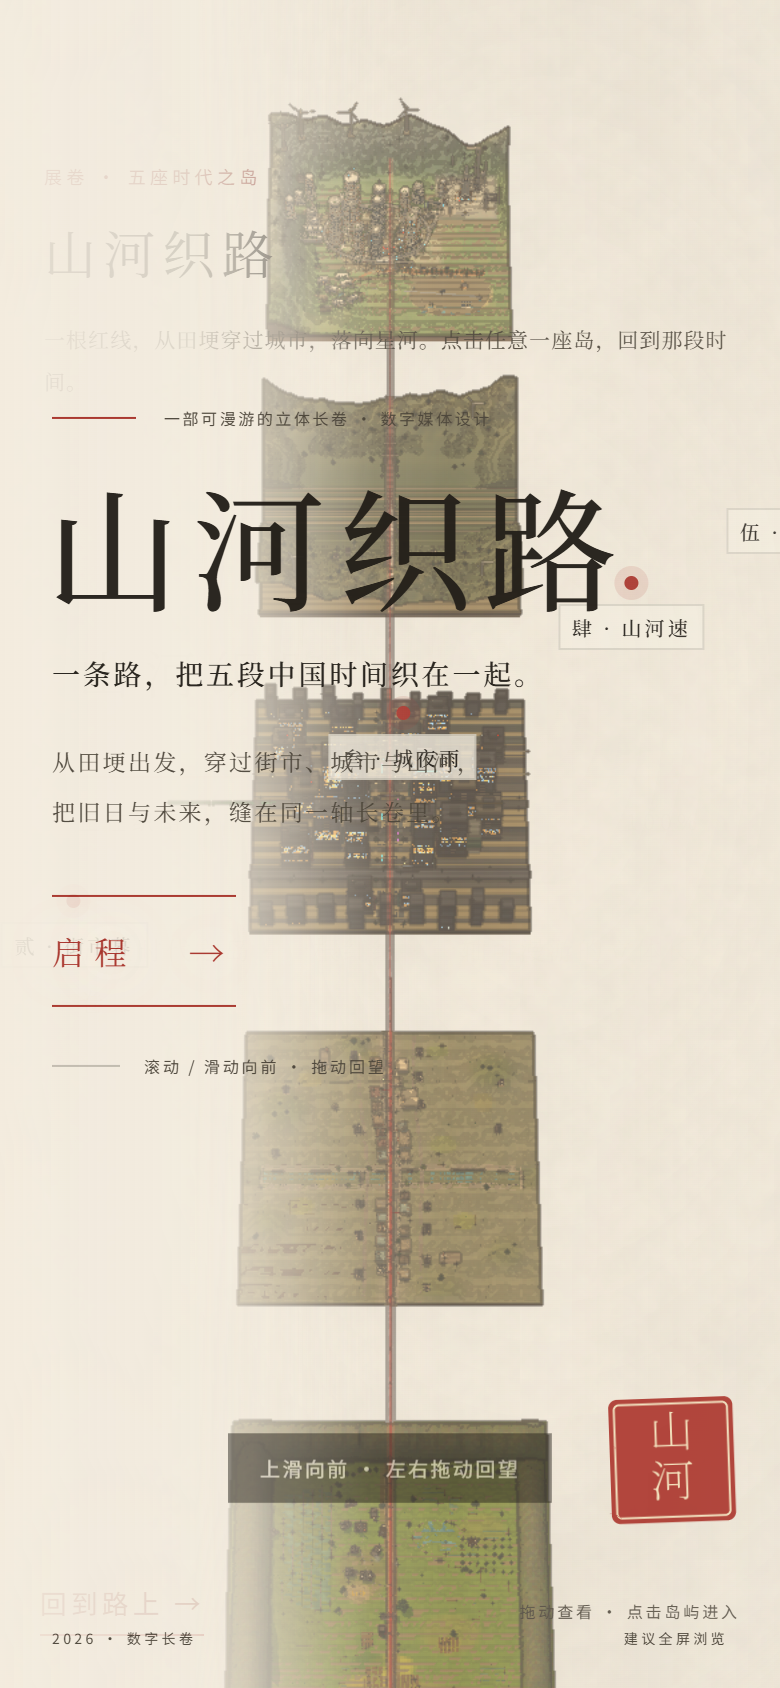 展卷 · 五座时代之岛
山河织路
一根红线，从田埂穿过城市，落向星河。点击任意一座岛，回到那段时
间。
一部可漫游的立体长卷 · 数字媒体设计
山河织路
伍 ·
肆 · 山河速
一条路，把五段中国时间织在一起。
叁 · 城夜雨
从田埂出发，穿过街市、城市与山河，
把旧日与未来，缝在同一轴长卷里。
贰 ·
启程 →
滚动 / 滑动向前 · 拖动回望
山
河
上滑向前 · 左右拖动回望
回到路上 →
拖动查看 · 点击岛屿进入
2026 · 数字长卷
建议全屏浏览